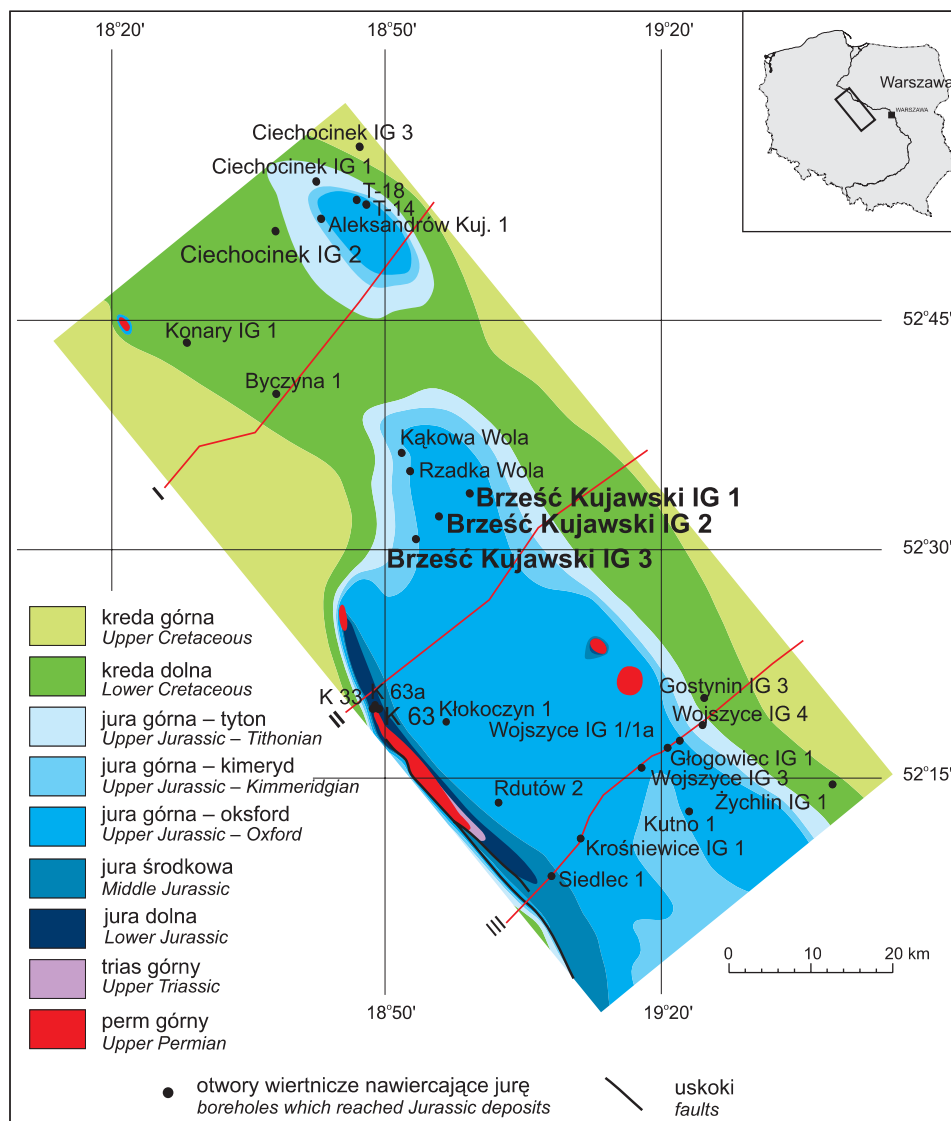 18°20'
18°50'
19°20'
Warszawa
WARSZAWA
Ciechocinek IG 3
Ciechocinek IG 1
T-18
T-14
Aleksandrów Kuj. 1
Ciechocinek IG 2
52°45'
Konary IG 1
Byczyna 1
Kąkowa Wola
Rzadka Wola
I
Brześć Kujawski IG 1
Brześć Kujawski IG 2
52°30'
Brześć Kujawski IG 3
kreda górna
Upper Cretaceous
kreda dolna
Lower Cretaceous
jura górna – tyton
Upper Jurassic – Tithonian
jura górna – kimeryd
Upper Jurassic – Kimmeridgian
jura górna – oksford
Upper Jurassic – Oxford
jura środkowa
Middle Jurassic
jura dolna
Lower Jurassic
trias górny
Upper Triassic
perm górny
Upper Permian
K 33
K 63a
II
K 63
Kłokoczyn 1
Gostynin IG 3
Wojszyce IG 4
Wojszyce IG 1/1a
Głogowiec IG 1
52°15'
Wojszyce IG 3
Rdutów 2
Żychlin IG 1
Kutno 1
Krośniewice IG 1
Siedlec 1
III
0 10 20 km
18°50'
19°20'
otwory wiertnicze nawiercające jurę
boreholes which reached Jurassic deposits
uskoki
faults